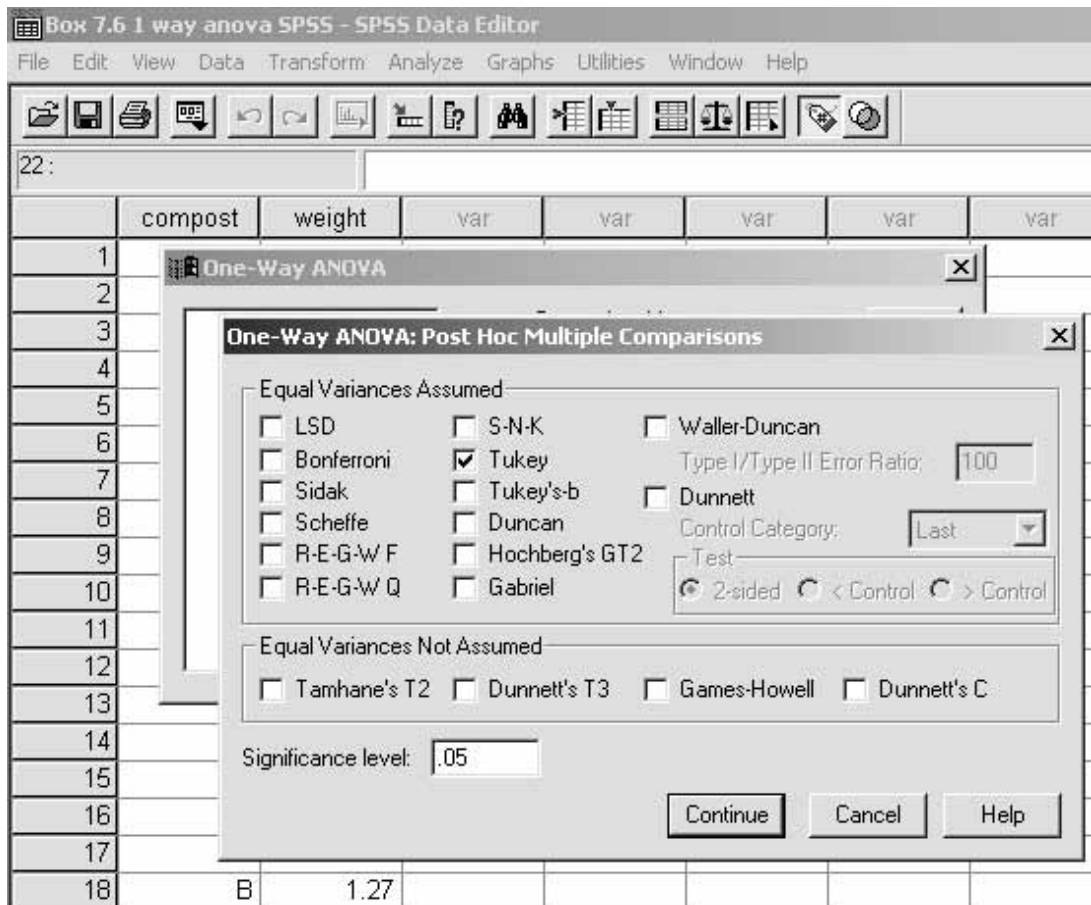 Box 7.6 1 way anova SPSS - SPSS Data Editor
File Edit View Data Transform Analyze Graphs Utilities Window Help
22 :
compost weight var var var var var
1
One-Way ANOVA
2
3
One-Way ANOVA: Post Hoc Multiple Comparisons
4
Equal Variances Assumed
5
LSD S-N-K Waller-Duncan
6
Bonferroni Tukey Type I/Type II Error Ratio: 100
7
Sidak Tukey's-b Dunnett
8
Scheffe Duncan Control Category: Last
9
R-E-G-W F Hochberg's GT2 Test
10
R-E-G-W Q Gabriel 2-sided < Control > Control
11
Equal Variances Not Assumed
12
Tamhane's T2 Dunnett's T3 Games-Howell Dunnett's C
13
14
Significance level: .05
15
16
Continue Cancel Help
17
18 B 1.27